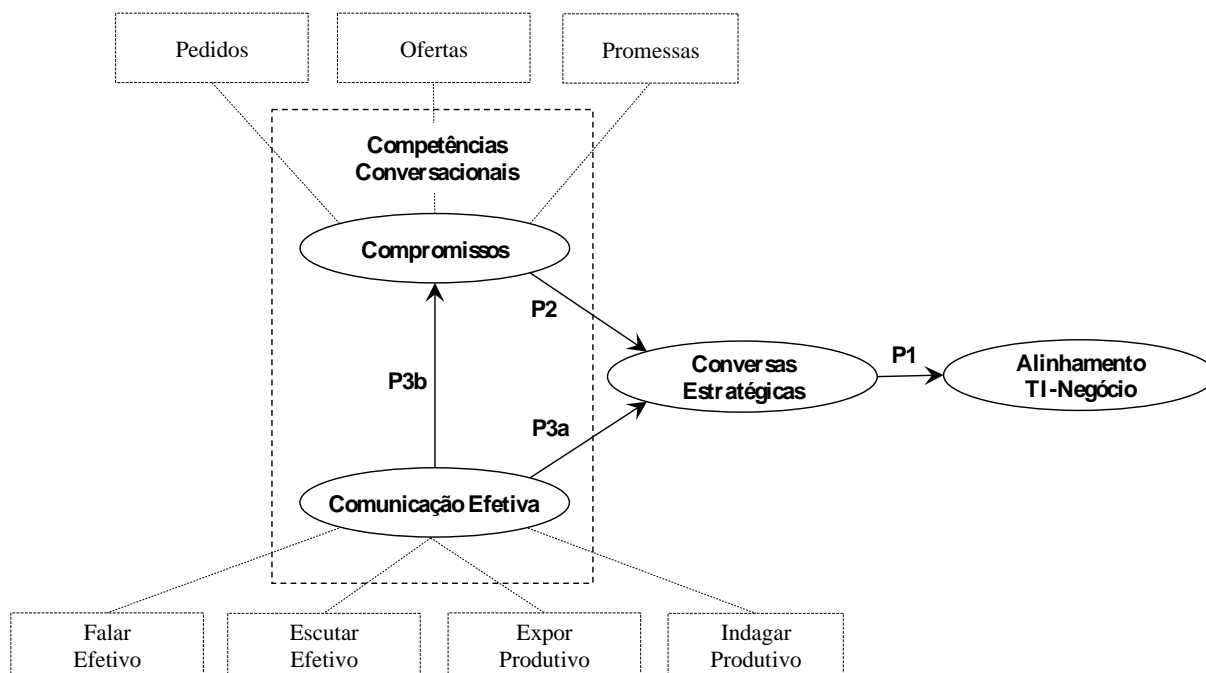 Pedidos
Ofertas
Promessas
Competências
Conversacionais
Compromissos
P2
P3b
Conversas
Estratégicas
P1
Alinhamento
TI-Negócio
P3a
Comunicação Efetiva
Falar
Efetivo
Escutar
Efetivo
Expor
Produtivo
Indagar
Produtivo